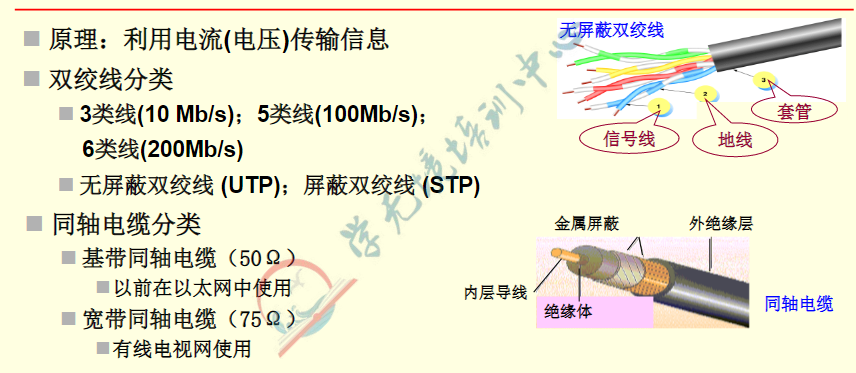 原理：利用电流(电压)传输信息
双绞线分类
3类线(10 Mb/s)；5类线(100Mb/s)；
6类线(200Mb/s)
无屏蔽双绞线 (UTP)；屏蔽双绞线 (STP)
同轴电缆分类
基带同轴电缆（50Ω）
以前在以太网中使用
宽带同轴电缆（75Ω）
有线电视网使用
无屏蔽双绞线
3
2
1
套管
信号线
地线
金属屏蔽
外绝缘层
内层导线
绝缘体
同轴电缆
学无境培训中心